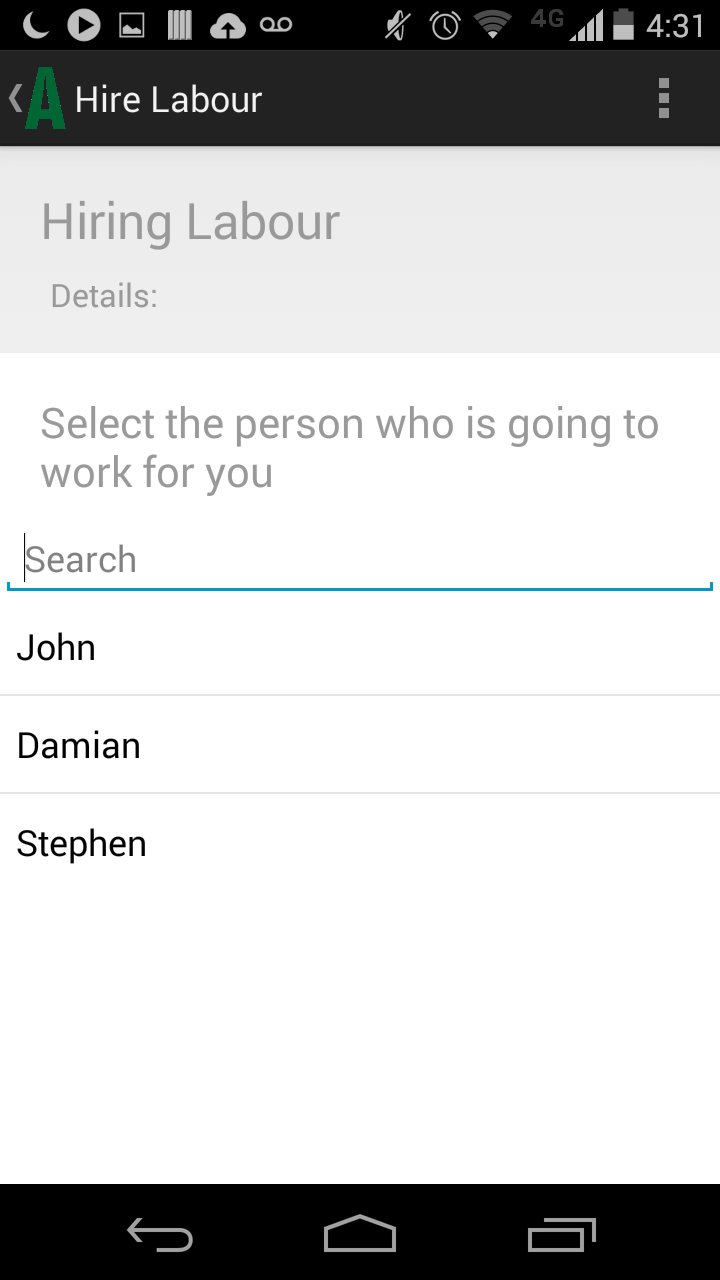 4G 4:31
A Hire Labour
Hiring Labour
Details:
Select the person who is going to
work for you
Search
John
Damian
Stephen